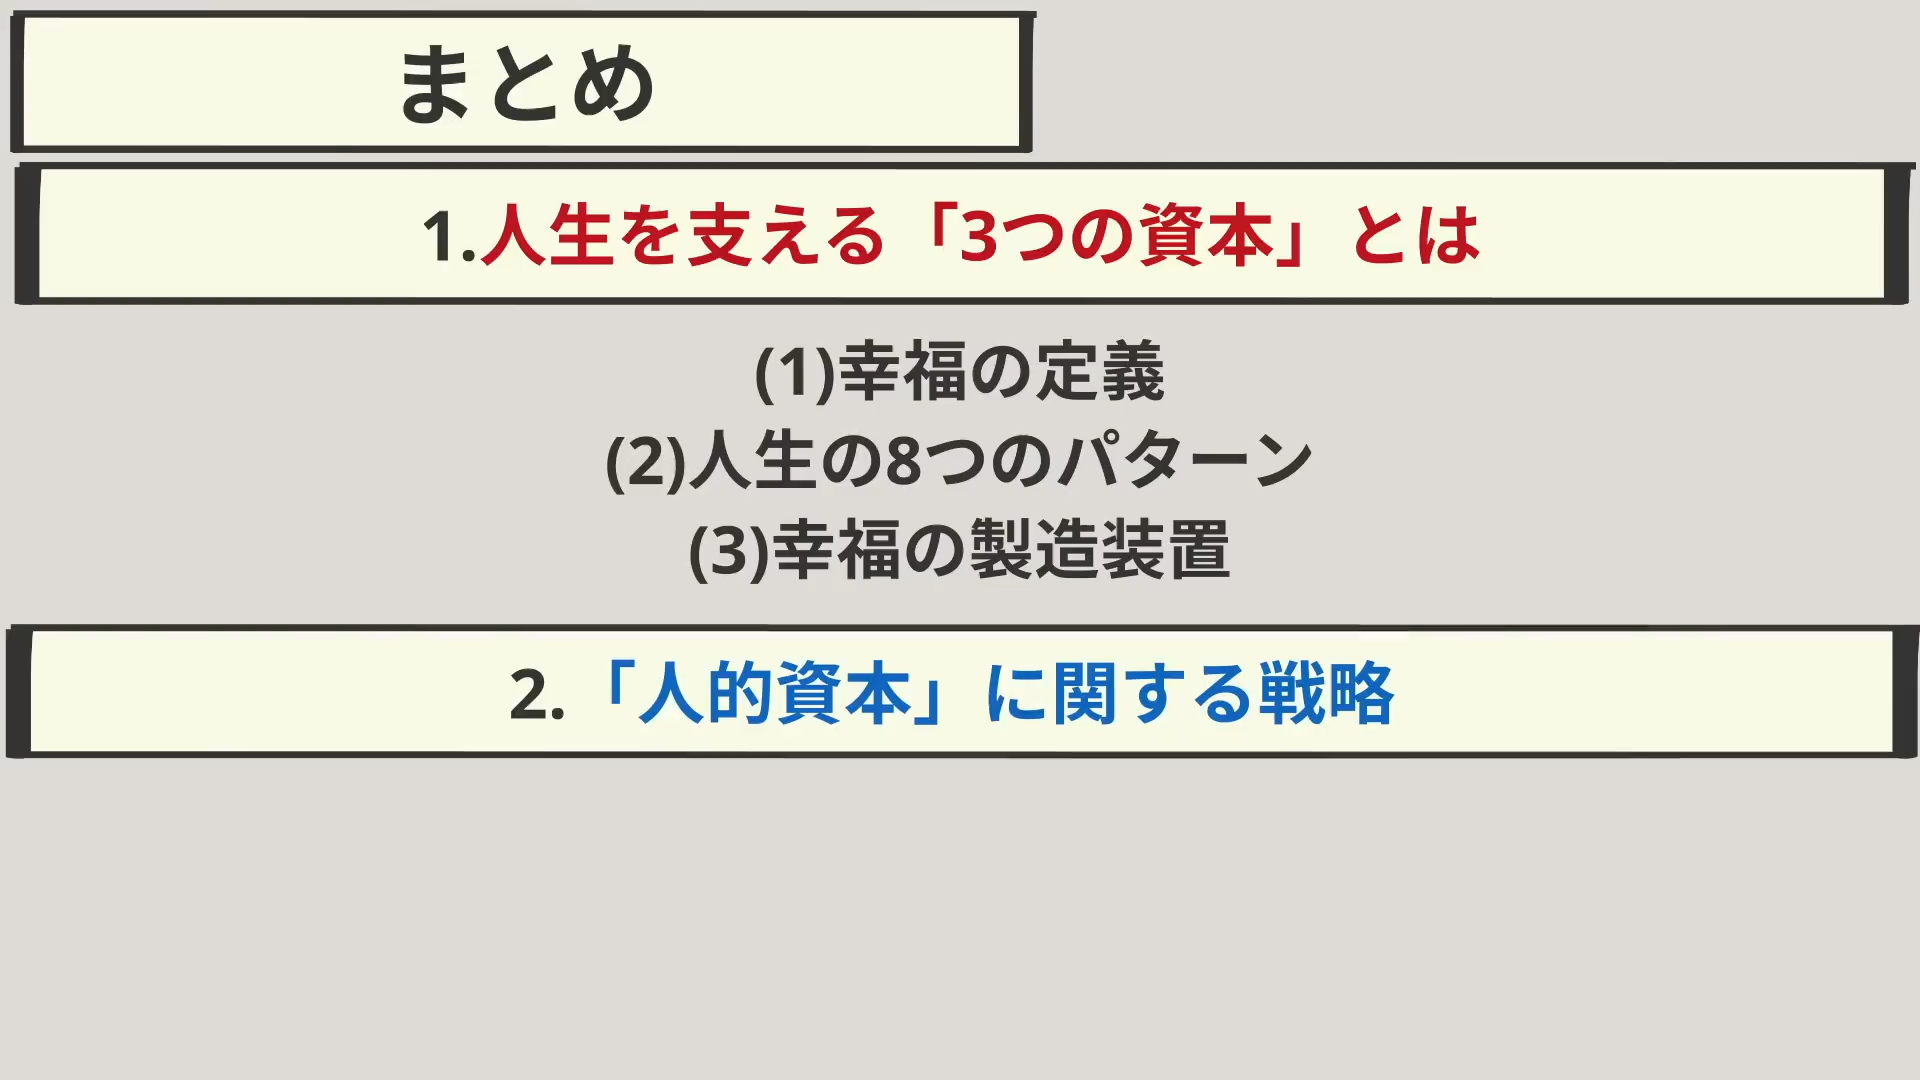 まとめ
1.人生を支える「3つの資本」とは
(1)幸福の定義
(2)人生の8つのパターン
(3)幸福の製造装置
2.「人的資本」に関する戦略